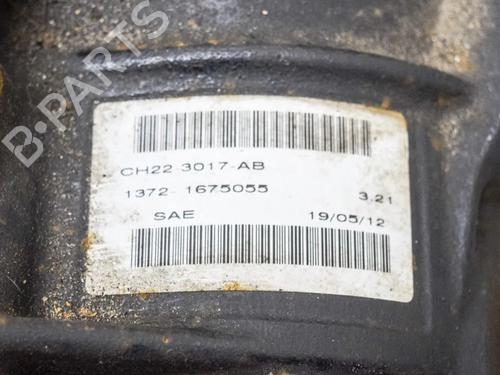 B-PARTS
CH22-3017-AB
1372- 1675055 3.21
SAE 19/05/12